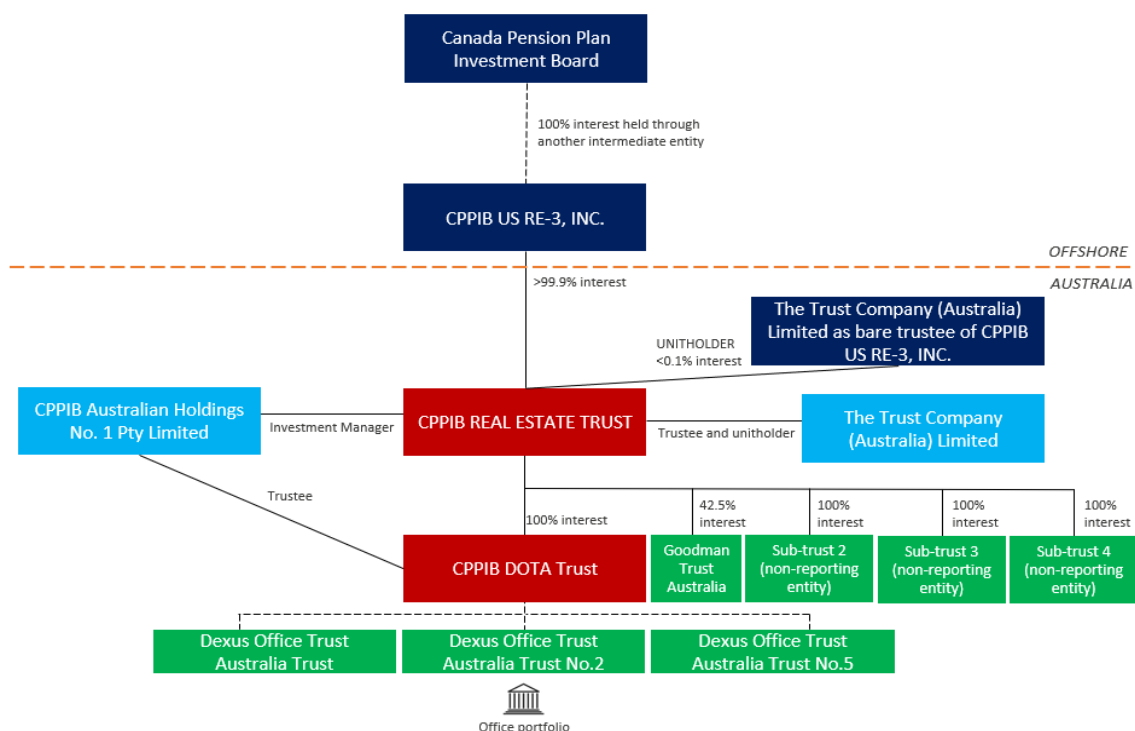 Canada Pension Plan
Investment Board
100% interest held through
another intermediate entity
CPPIB US RE-3, INC.
OFFSHORE
AUSTRALIA
>99.9% interest
The Trust Company (Australia)
Limited as bare trustee of CPPIB
US RE-3, INC.
UNITHOLDER
<0.1% interest
CPPIB Australian Holdings
No. 1 Pty Limited
Investment Manager
CPPIB REAL ESTATE TRUST
Trustee and unitholder
The Trust Company
(Australia) Limited
Trustee
100% interest
42.5%
interest
100%
interest
100%
interest
100%
interest
CPPIB DOTA Trust
Goodman
Trust
Australia
Sub-trust 2
(non-reporting
entity)
Sub-trust 3
(non-reporting
entity)
Sub-trust 4
(non-reporting
entity)
Dexus Office Trust
Australia Trust
Dexus Office Trust
Australia Trust No.2
Dexus Office Trust
Australia Trust No.5
Office portfolio